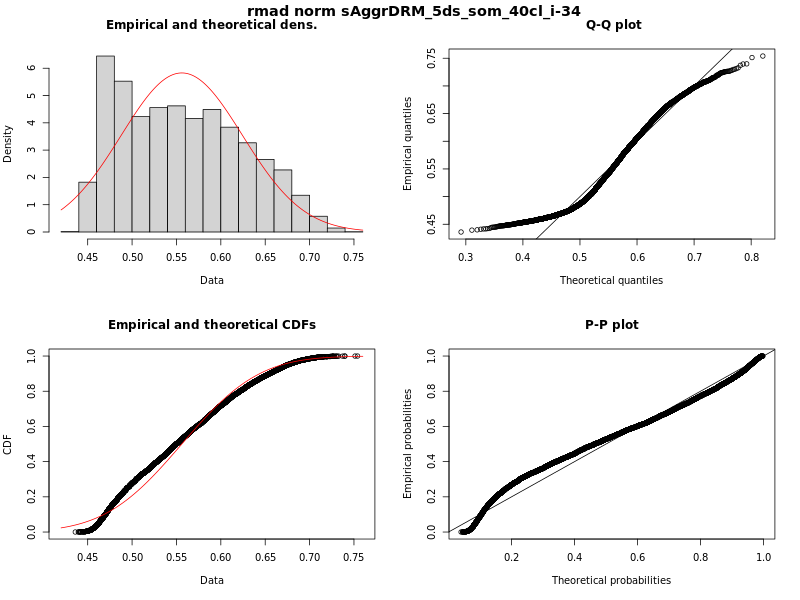 rmad norm sAggrDRM_5ds_som_40cl_i-34
Empirical and theoretical dens.
Density
0 1 2 3 4 5 6
0.45 0.50 0.55 0.60 0.65 0.70 0.75
Data
Q-Q plot
Empirical quantiles
0.45 0.55 0.65 0.75
0.3 0.4 0.5 0.6 0.7 0.8
Theoretical quantiles
Empirical and theoretical CDFs
CDF
0.0 0.2 0.4 0.6 0.8 1.0
0.45 0.50 0.55 0.60 0.65 0.70 0.75
Data
P-P plot
Empirical probabilities
0.0 0.2 0.4 0.6 0.8 1.0
0.2 0.4 0.6 0.8 1.0
Theoretical probabilities